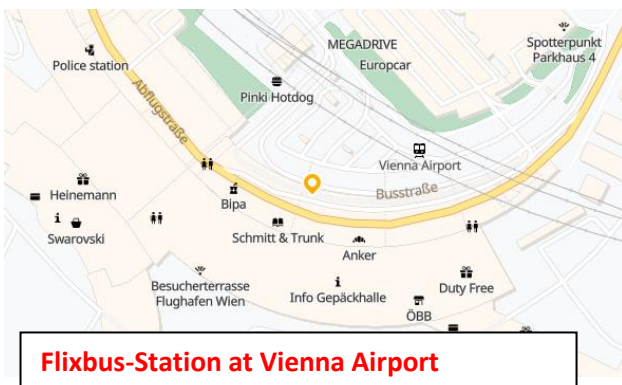 MEGADRIVE
Europcar
Spotterpunkt
Parkhaus 4
Police station
Abflugstraße
Pinki Hotdog
Vienna Airport
Busstraße
Heinemann
Bipa
Swarovski
Schmitt & Trunk
Anker
Besucherterrasse
Flughafen Wien
Info Gepäckhalle
Duty Free
ÖBB
Flixbus-Station at Vienna Airport